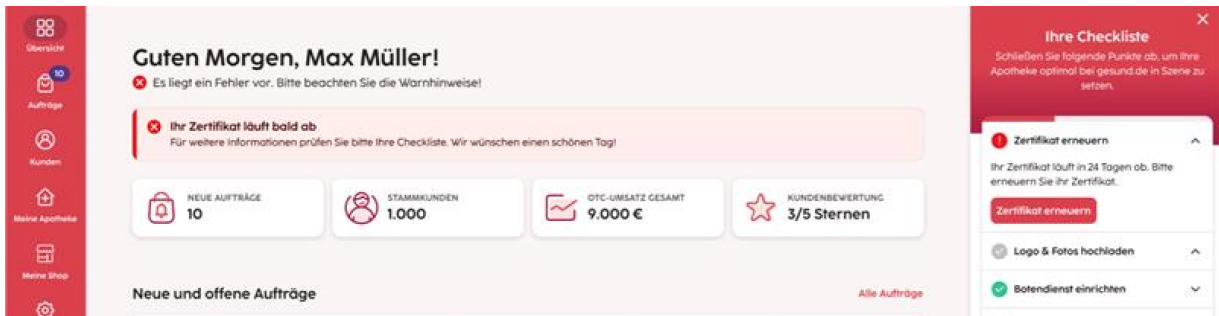 Übersicht
10
Aufträge
Kunden
Meine Apotheke
Meine Shop
Guten Morgen, Max Müller!
Es liegt ein Fehler vor. Bitte beachten Sie die Warnhinweise!
Ihr Zertifikat läuft bald ab
Für weitere Informationen prüfen Sie bitte Ihre Checkliste. Wir wünschen einen schönen Tag!
NEUE AUFTRÄGE
10
STAMMKUNDEN
1.000
OTC-UMSATZ GESAMT
9.000 €
KUNDENBEWERTUNG
3/5 Sternen
Neue und offene Aufträge
Alle Aufträge
Ihre Checkliste
Schließen Sie folgende Punkte ab, um Ihre
Apotheke optimal bei gesund.de in Szene zu
setzen.
Zertifikat erneuern
Ihr Zertifikat läuft in 24 Tagen ab. Bitte
erneuern Sie ihr Zertifikat.
Zertifikat erneuern
Logo & Fotos hochladen
Botendienst einrichten